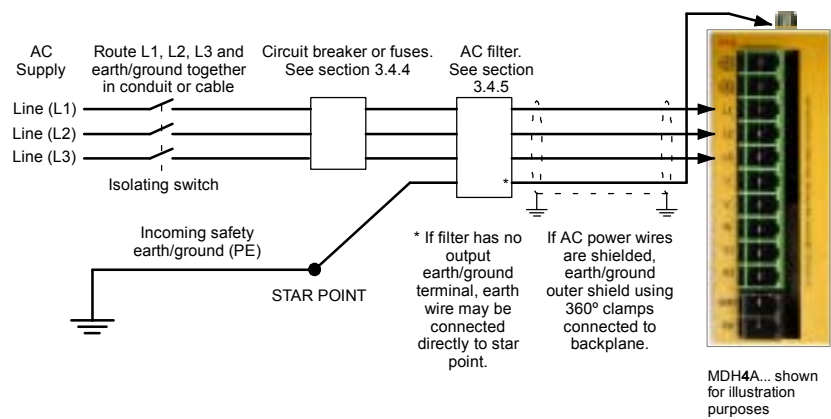 AC
Supply
Route L1, L2, L3 and
earth/ground together
in conduit or cable
Circuit breaker or fuses.
See section 3.4.4
AC filter.
See section
3.4.5
Line (L1)
Line (L2)
Line (L3)
Isolating switch
*
Incoming safety
earth/ground (PE)
STAR POINT
* If filter has no
output
earth/ground
terminal, earth
wire may be
connected
directly to star
point.
If AC power wires
are shielded,
earth/ground
outer shield using
360º clamps
connected to
backplane.
MDH4A... shown
for illustration
purposes